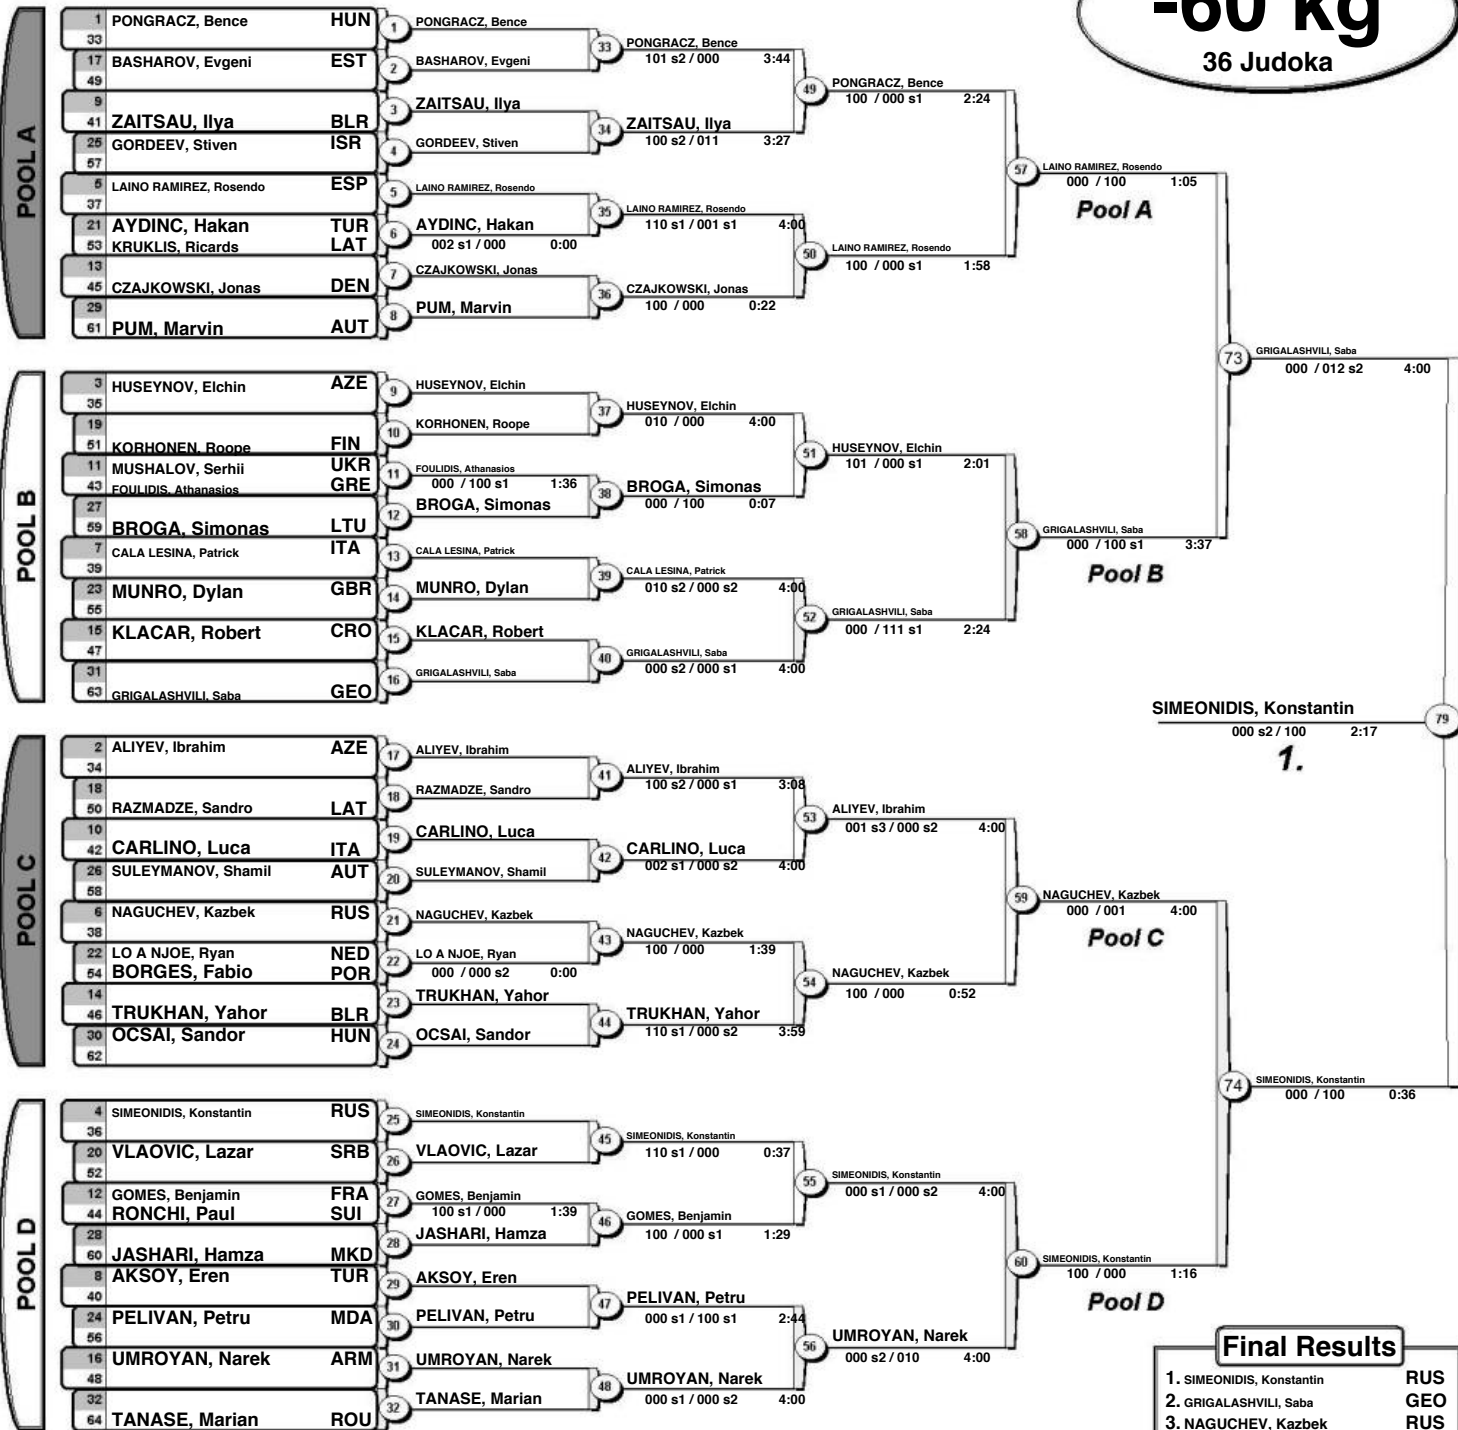 -60 kg
36 Judoka
POOL A
1 PONGRACZ, Bence HUN
33
17 BASHAROV, Evgeni EST
49
9
41 ZAITSAU, Ilya BLR
25 GORDEEV, Stiven ISR
57
5 LAINO RAMIREZ, Rosendo ESP
37
21 AYDINC, Hakan TUR
53 KRUKLIS, Ricards LAT
13
45 CZAJKOWSKI, Jonas DEN
29
61 PUM, Marvin AUT
1 PONGRACZ, Bence
2 BASHAROV, Evgeni
3 ZAITSAU, Ilya
4 GORDEEV, Stiven
5 LAINO RAMIREZ, Rosendo
6 AYDINC, Hakan
002 s1 / 000 0:00
7 CZAJKOWSKI, Jonas
8 PUM, Marvin
33 PONGRACZ, Bence
101 s2 / 000 3:44
34 ZAITSAU, Ilya
100 s2 / 011 3:27
35 LAINO RAMIREZ, Rosendo
110 s1 / 001 s1 4:00
36 CZAJKOWSKI, Jonas
100 / 000 0:22
49 PONGRACZ, Bence
100 / 000 s1 2:24
50 LAINO RAMIREZ, Rosendo
100 / 000 s1 1:58
57 LAINO RAMIREZ, Rosendo
000 / 100 1:05
Pool A
POOL B
3 HUSEYNOV, Elchin AZE
35
19
51 KORHONEN, Roope FIN
11 MUSHALOV, Serhii UKR
43 FOULIDIS, Athanasios GRE
27
59 BROGA, Simonas LTU
7 CALA LESINA, Patrick ITA
39
23 MUNRO, Dylan GBR
55
15 KLACAR, Robert CRO
47
31
63 GRIGALASHVILI, Saba GEO
9 HUSEYNOV, Elchin
10 KORHONEN, Roope
11 FOULIDIS, Athanasios
000 / 100 s1 1:36
12 BROGA, Simonas
13 CALA LESINA, Patrick
14 MUNRO, Dylan
15 KLACAR, Robert
16 GRIGALASHVILI, Saba
37 HUSEYNOV, Elchin
010 / 000 4:00
38 BROGA, Simonas
000 / 100 0:07
39 CALA LESINA, Patrick
010 s2 / 000 s2 4:00
40 GRIGALASHVILI, Saba
000 s2 / 000 s1 4:00
51 HUSEYNOV, Elchin
101 / 000 s1 2:01
52 GRIGALASHVILI, Saba
000 / 111 s1 2:24
58 GRIGALASHVILI, Saba
000 / 100 s1 3:37
Pool B
73 GRIGALASHVILI, Saba
000 / 012 s2 4:00
SIMEONIDIS, Konstantin 79
000 s2 / 100 2:17
1.
POOL C
2 ALIYEV, Ibrahim AZE
34
18
50 RAZMADZE, Sandro LAT
10
42 CARLINO, Luca ITA
26 SULEYMANOV, Shamil AUT
58
6 NAGUCHEV, Kazbek RUS
38
22 LO A NJOE, Ryan NED
54 BORGES, Fabio POR
14
46 TRUKHAN, Yahor BLR
30 OCSAI, Sandor HUN
62
17 ALIYEV, Ibrahim
18 RAZMADZE, Sandro
19 CARLINO, Luca
20 SULEYMANOV, Shamil
21 NAGUCHEV, Kazbek
22 LO A NJOE, Ryan
000 / 000 s2 0:00
23 TRUKHAN, Yahor
24 OCSAI, Sandor
41 ALIYEV, Ibrahim
100 s2 / 000 s1 3:08
42 CARLINO, Luca
002 s1 / 000 s2 4:00
43 NAGUCHEV, Kazbek
100 / 000 1:39
44 TRUKHAN, Yahor
110 s1 / 000 s2 3:59
53 ALIYEV, Ibrahim
001 s3 / 000 s2 4:00
54 NAGUCHEV, Kazbek
100 / 000 0:52
59 NAGUCHEV, Kazbek
000 / 001 4:00
Pool C
74 SIMEONIDIS, Konstantin
000 / 100 0:36
POOL D
4 SIMEONIDIS, Konstantin RUS
36
20 VLAOVIC, Lazar SRB
52
12 GOMES, Benjamin FRA
44 RONCHI, Paul SUI
28
60 JASHARI, Hamza MKD
8 AKSOY, Eren TUR
40
24 PELIVAN, Petru MDA
56
16 UMROYAN, Narek ARM
48
32
64 TANASE, Marian ROU
25 SIMEONIDIS, Konstantin
26 VLAOVIC, Lazar
27 GOMES, Benjamin
100 s1 / 000 1:39
28 JASHARI, Hamza
29 AKSOY, Eren
30 PELIVAN, Petru
31 UMROYAN, Narek
32 TANASE, Marian
45 SIMEONIDIS, Konstantin
110 s1 / 000 0:37
46 GOMES, Benjamin
100 / 000 s1 1:29
47 PELIVAN, Petru
000 s1 / 100 s1 2:44
48 UMROYAN, Narek
000 s1 / 000 s2 4:00
55 SIMEONIDIS, Konstantin
000 s1 / 000 s2 4:00
56 UMROYAN, Narek
000 s2 / 010 4:00
60 SIMEONIDIS, Konstantin
100 / 000 1:16
Pool D
Final Results
1. SIMEONIDIS, Konstantin RUS
2. GRIGALASHVILI, Saba GEO
3. NAGUCHEV, Kazbek RUS